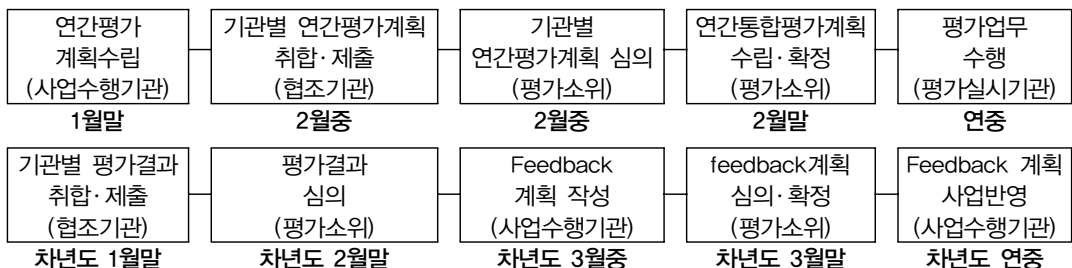 연간평가
계획수립
(사업수행기관)
1월말
기관별 연간평가계획
취합·제출
(협조기관)
2월중
기관별
연간평가계획 심의
(평가소위)
2월중
연간통합평가계획
수립·확정
(평가소위)
2월말
평가업무
수행
(평가실시기관)
연중
기관별 평가결과
취합·제출
(협조기관)
차년도 1월말
평가결과
심의
(평가소위)
차년도 2월말
Feedback
계획 작성
(사업수행기관)
차년도 3월중
feedback계획
심의·확정
(평가소위)
차년도 3월말
Feedback 계획
사업반영
(사업수행기관)
차년도 연중